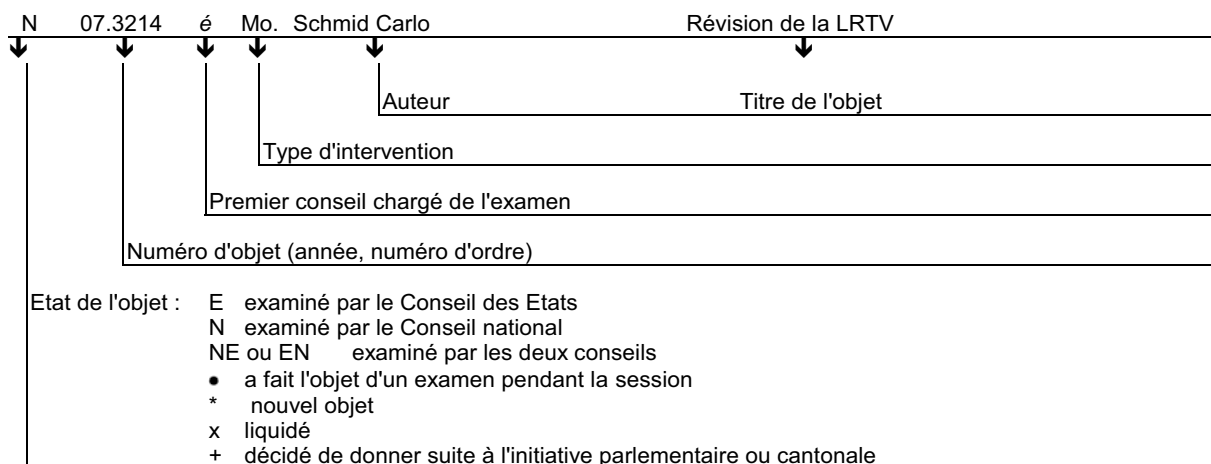 N 07.3214 é Mo. Schmid Carlo Révision de la LRTV
Auteur Titre de l'objet
Type d'intervention
Premier conseil chargé de l'examen
Numéro d'objet (année, numéro d'ordre)
Etat de l'objet : E examiné par le Conseil des Etats
N examiné par le Conseil national
NE ou EN examiné par les deux conseils
● a fait l'objet d'un examen pendant la session
* nouvel objet
x liquidé
+ décidé de donner suite à l'initiative parlementaire ou cantonale